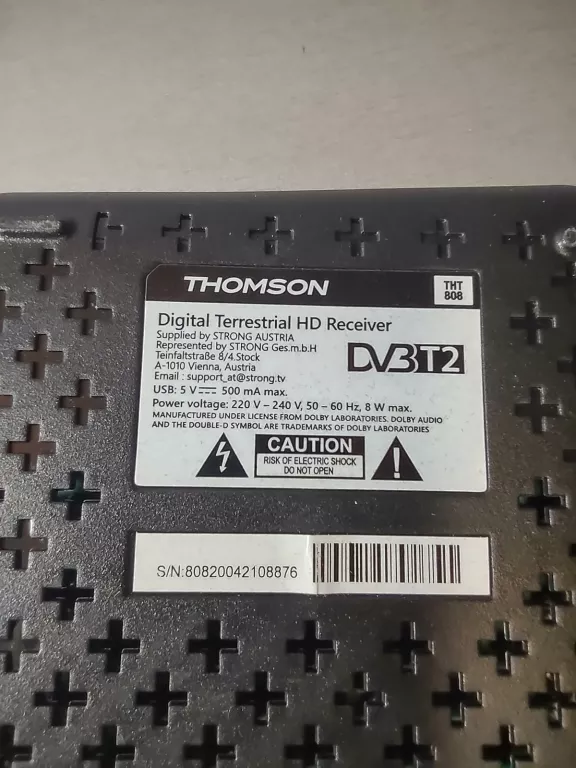 THOMSON
THT
808
Digital Terrestrial HD Receiver
Supplied by STRONG AUSTRIA
Represented by STRONG Ges.m.b.H
Teinfaltstraße 8/4.Stock
A-1010 Vienna, Austria
Email : support_at@strong.tv
DVB T2
USB: 5 V⎓ 500 mA max.
Power voltage: 220 V – 240 V, 50 – 60 Hz, 8 W max.
MANUFACTURED UNDER LICENSE FROM DOLBY LABORATORIES. DOLBY AUDIO
AND THE DOUBLE-D SYMBOL ARE TRADEMARKS OF DOLBY LABORATORIES
CAUTION
RISK OF ELECTRIC SHOCK
DO NOT OPEN
S/N:80820042108876